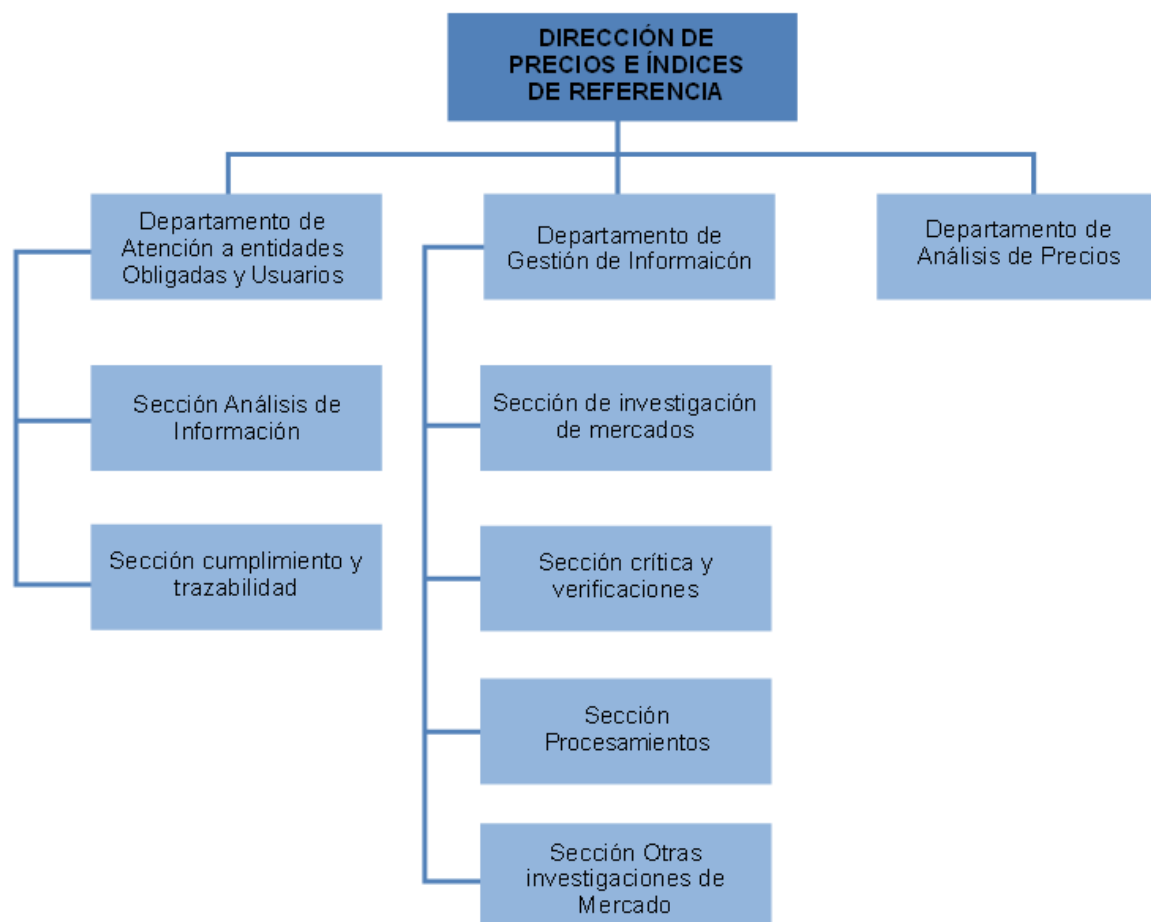 DIRECCIÓN DE
PRECIOS E ÍNDICES
DE REFERENCIA
Departamento de
Atención a entidades
Obligadas y Usuarios
Departamento de
Gestión de Informaicón
Departamento de
Análisis de Precios
Sección Análisis de
Información
Sección de investigación
de mercados
Sección cumplimiento y
trazabilidad
Sección crítica y
verificaciones
Sección
Procesamientos
Sección Otras
investigaciones de
Mercado